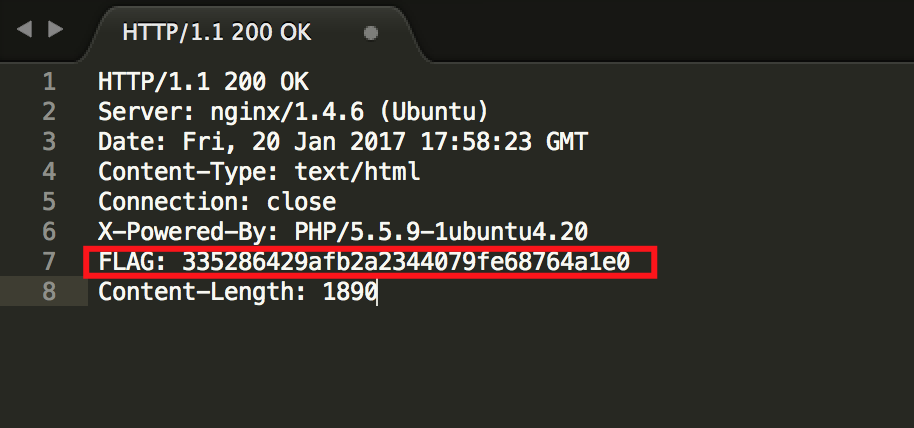 HTTP/1.1 200 OK
1 HTTP/1.1 200 OK
2 Server: nginx/1.4.6 (Ubuntu)
3 Date: Fri, 20 Jan 2017 17:58:23 GMT
4 Content-Type: text/html
5 Connection: close
6 X-Powered-By: PHP/5.5.9-1ubuntu4.20
7 FLAG: 335286429afb2a2344079fe68764a1e0
8 Content-Length: 1890